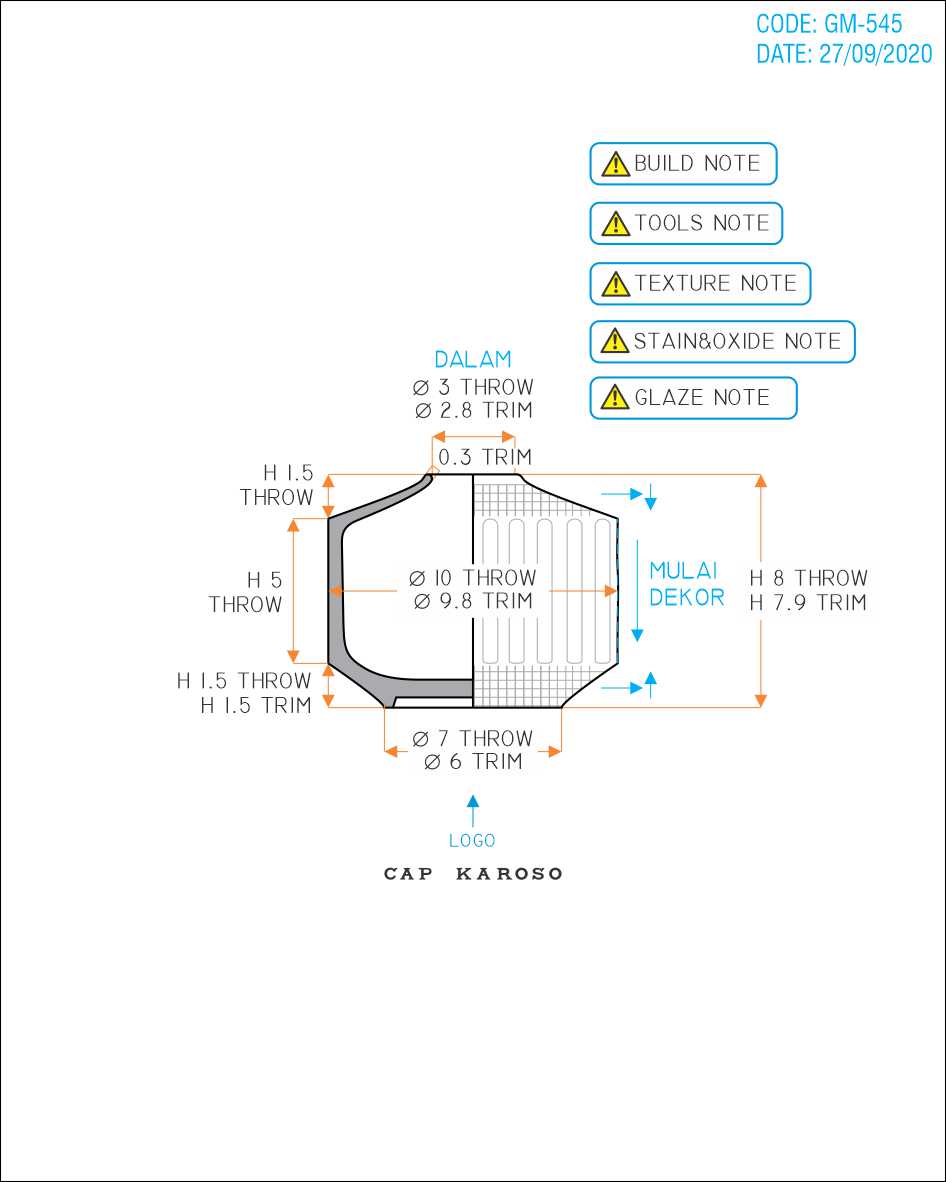 CODE: GM-545
DATE: 27/09/2020
BUILD NOTE
TOOLS NOTE
TEXTURE NOTE
STAIN&OXIDE NOTE
GLAZE NOTE
DALAM
Ø 3 THROW
Ø 2.8 TRIM
0.3 TRIM
H 1.5
THROW
H 5
THROW
H 1.5 THROW
H 1.5 TRIM
Ø 10 THROW
Ø 9.8 TRIM
MULAI
DEKOR
H 8 THROW
H 7.9 TRIM
Ø 7 THROW
Ø 6 TRIM
LOGO
CAP KAROSO